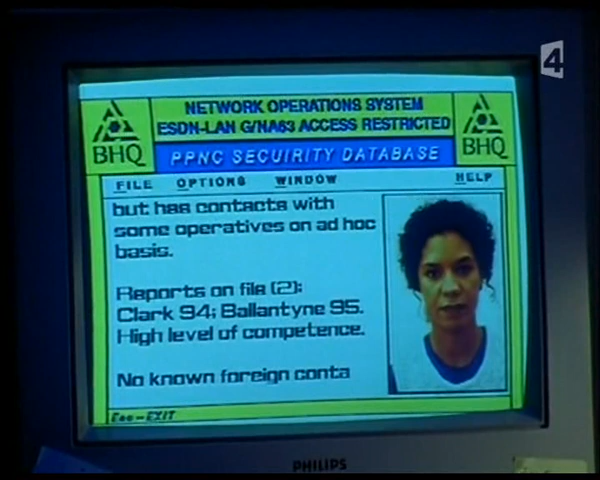 4
NETWORK OPERATIONS SYSTEM
ESDN-LAN G/NA63 ACCESS RESTRICTED
BHQ
BHQ
PPNC SECUIRITY DATABASE
FILE OPTIONS WINDOW HELP
but has contacts with
some operatives on ad hoc
basis.
Reports on file (2):
Clark 94; Ballantyne 95.
High level of competence.
No known foreign conta
Esc-EXIT
PHILIPS